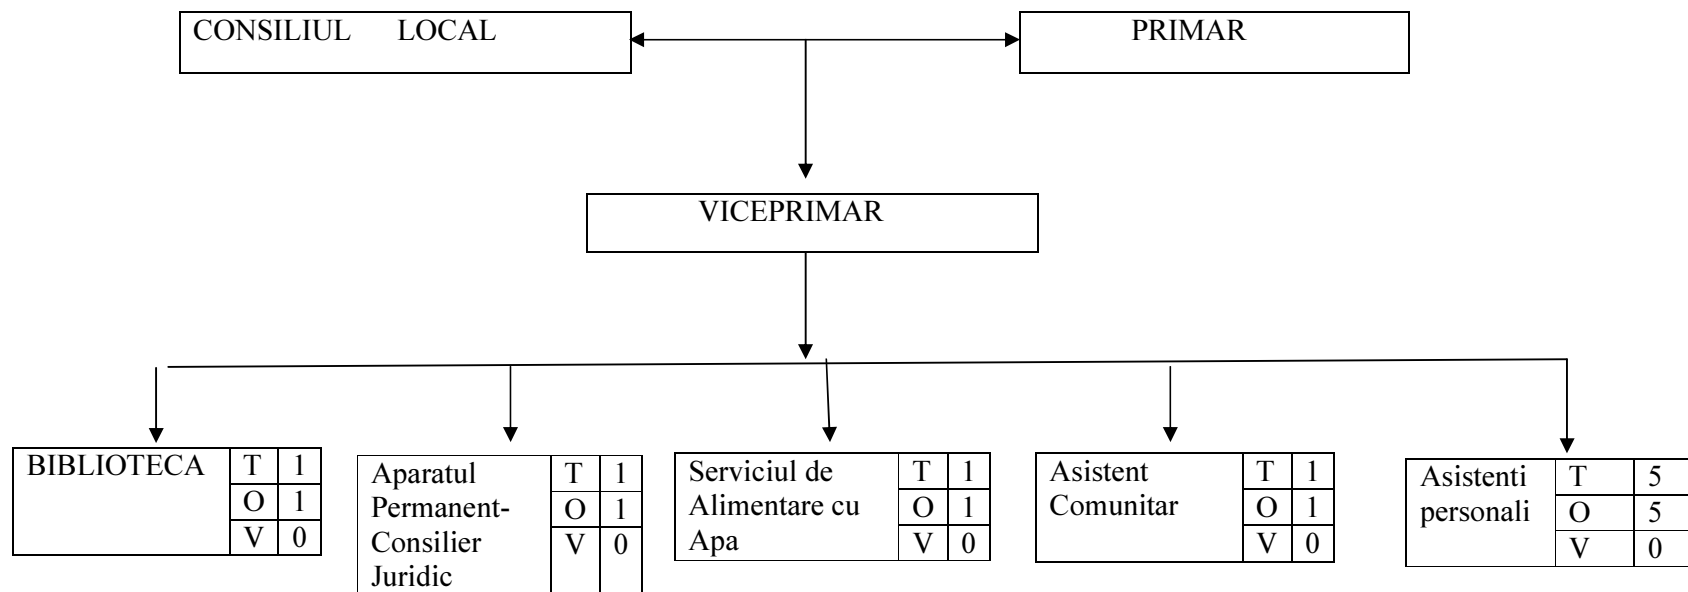 CONSILIUL LOCAL
PRIMAR
VICEPRIMAR
BIBLIOTECA
T 1
O 1
V 0
Aparatul
Permanent-
Consilier
Juridic
T 1
O 1
V 0
Serviciul de
Alimentare cu
Apa
T 1
O 1
V 0
Asistent
Comunitar
T 1
O 1
V 0
Asistenti
personali
T 5
O 5
V 0